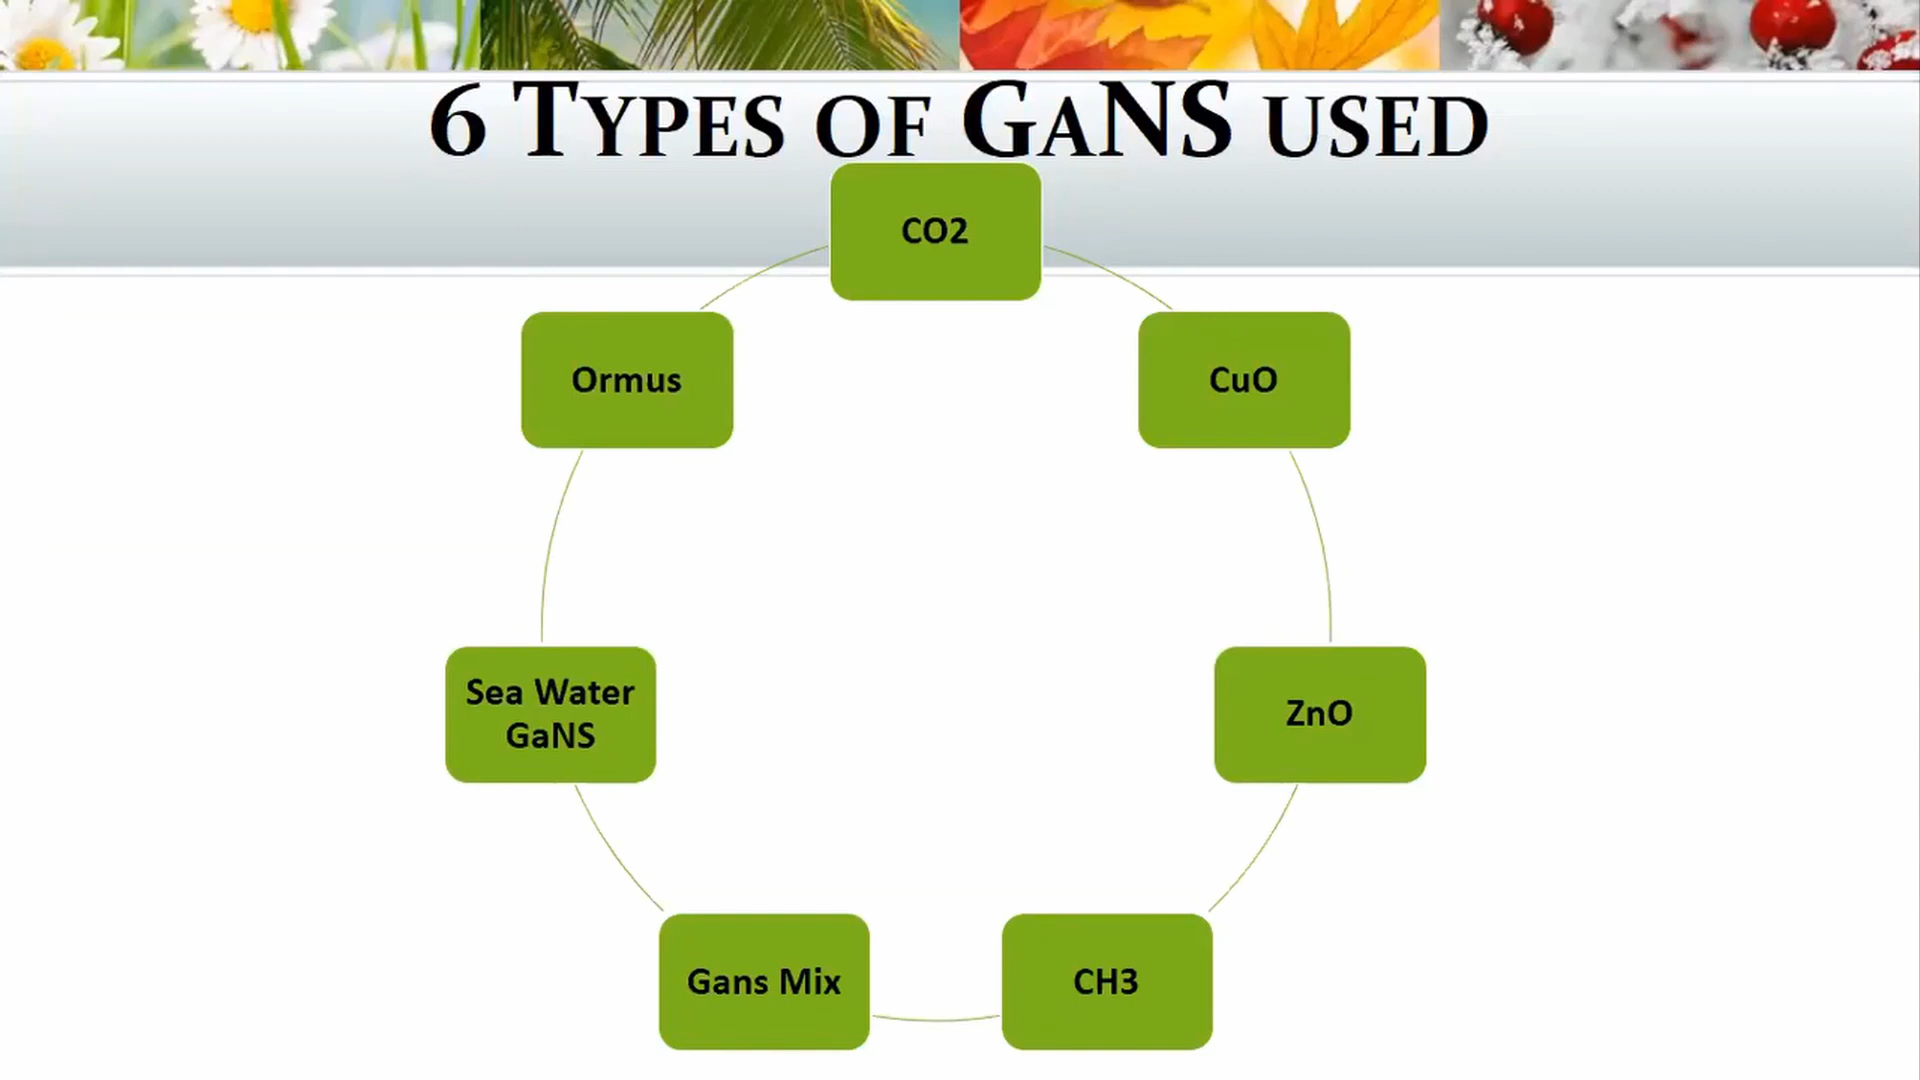 6 Types of GaNS used
CO2
CuO
ZnO
CH3
Gans Mix
Sea Water
GaNS
Ormus